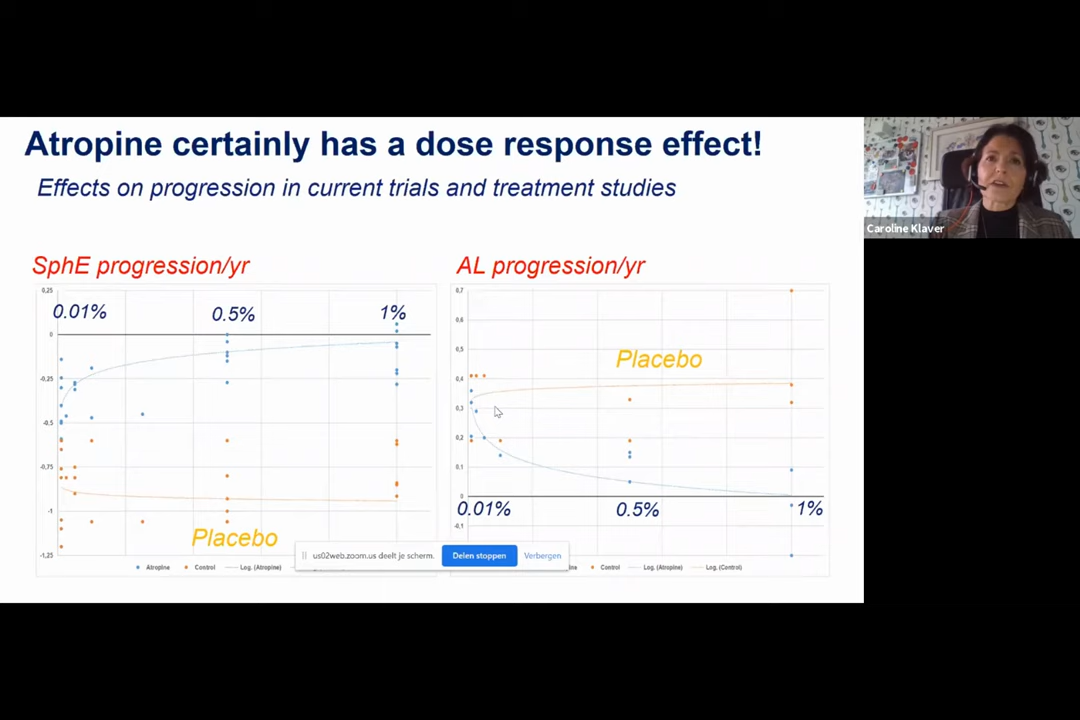 Atropine certainly has a dose response effect!
Effects on progression in current trials and treatment studies
Caroline Klaver
SphE progression/yr
0,25
0.01%
0.5%
1%
0
-0,25
-0,5
-0,75
-1
-1,25
Placebo
Atropine
Control
Log. (Atropine)
AL progression/yr
0,7
0,6
0,5
0,4
0,3
0,2
0,1
0
-0,1
Placebo
0.01%
0.5%
1%
Control
Log. (Atropine)
Log. (Control)
us02web.zoom.us deelt je scherm.
Delen stoppen
Verbergen